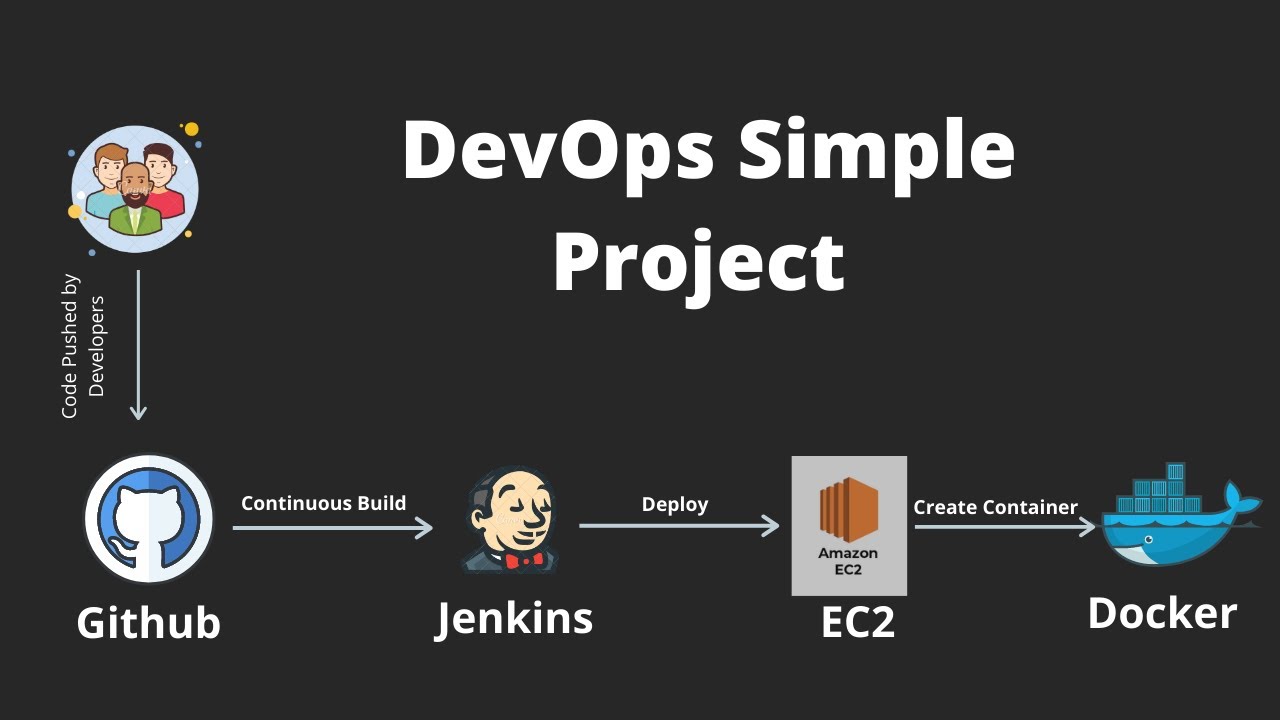 DevOps Simple
Project
Code Pushed by
Developers
Continuous Build
Deploy
Create Container
Amazon
EC2
Github
Jenkins
EC2
Docker